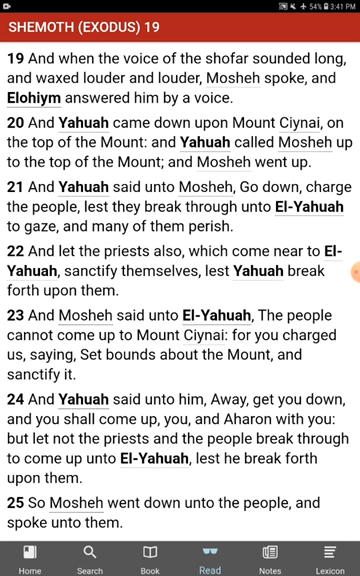 54% 3:41 PM
SHEMOTH (EXODUS) 19
19 And when the voice of the shofar sounded long,
and waxed louder and louder, Mosheh spoke, and
Elohiym answered him by a voice.
20 And Yahuah came down upon Mount Ciynai, on
the top of the Mount: and Yahuah called Mosheh up
to the top of the Mount; and Mosheh went up.
21 And Yahuah said unto Mosheh, Go down, charge
the people, lest they break through unto El-Yahuah
to gaze, and many of them perish.
22 And let the priests also, which come near to El-
Yahuah, sanctify themselves, lest Yahuah break
forth upon them.
23 And Mosheh said unto El-Yahuah, The people
cannot come up to Mount Ciynai: for you charged
us, saying, Set bounds about the Mount, and
sanctify it.
24 And Yahuah said unto him, Away, get you down,
and you shall come up, you, and Aharon with you:
but let not the priests and the people break through
to come up unto El-Yahuah, lest he break forth
upon them.
25 So Mosheh went down unto the people, and
spoke unto them.
Home Search Book Read Notes Lexicon